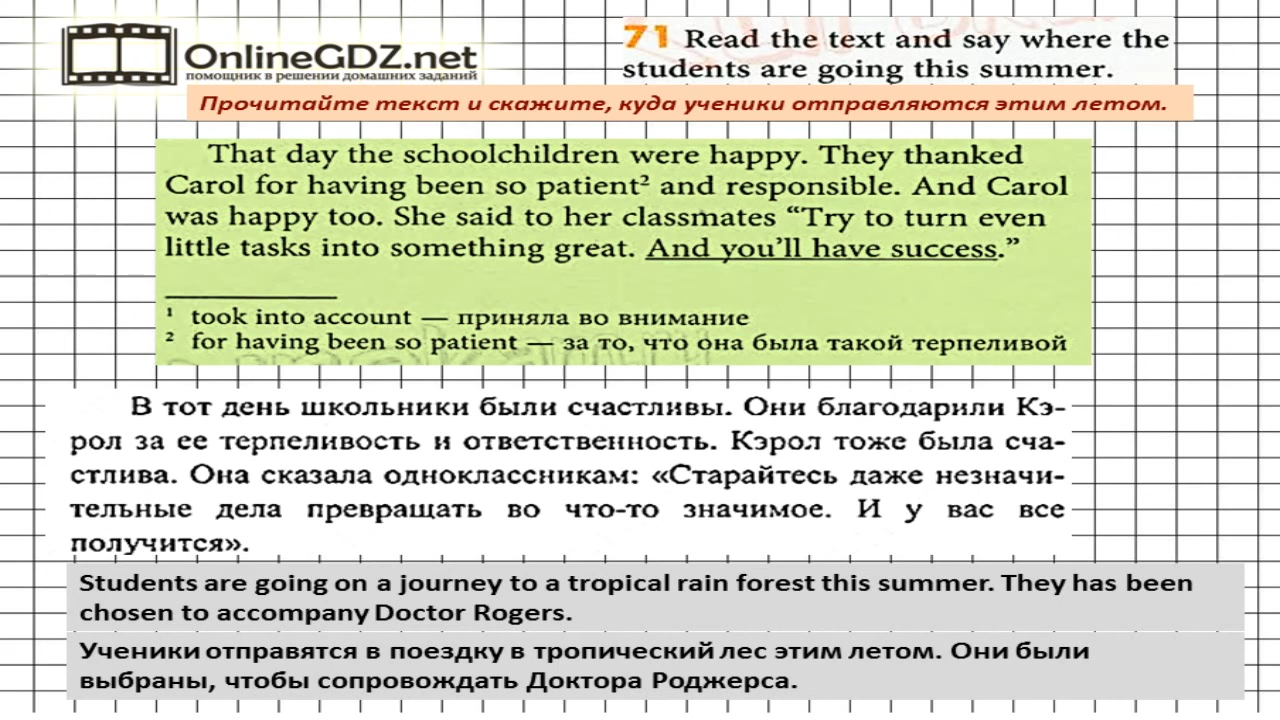 OnlineGDZ.net
помощник в решении домашних заданий
71 Read the text and say where the
students are going this summer.
Прочитайте текст и скажите, куда ученики отправляются этим летом.
That day the schoolchildren were happy. They thanked
Carol for having been so patient² and responsible. And Carol
was happy too. She said to her classmates “Try to turn even
little tasks into something great. And you’ll have success.”
¹ took into account — приняла во внимание
² for having been so patient — за то, что она была такой терпеливой
В тот день школьники были счастливы. Они благодарили Кэ-
рол за ее терпеливость и ответственность. Кэрол тоже была сча-
стлива. Она сказала одноклассникам: «Старайтесь даже незначи-
тельные дела превращать во что-то значимое. И у вас все
получится».
Students are going on a journey to a tropical rain forest this summer. They has been
chosen to accompany Doctor Rogers.
Ученики отправятся в поездку в тропический лес этим летом. Они были
выбраны, чтобы сопровождать Доктора Роджерса.